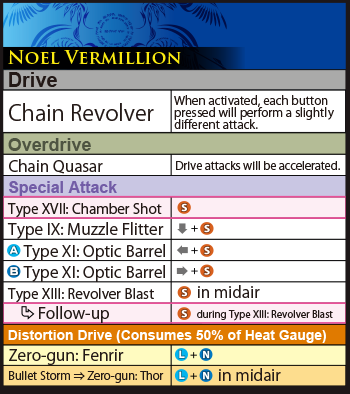 Noel Vermillion
Drive
Chain Revolver
When activated, each button
pressed will perform a slightly
different attack.
Overdrive
Chain Quasar
Drive attacks will be accelerated.
Special Attack
Type XVII: Chamber Shot
S
Type IX: Muzzle Flitter
⬇ + S
A Type XI: Optic Barrel
⬅ + S
B Type XI: Optic Barrel
➡ + S
Type XIII: Revolver Blast
S in midair
Follow-up
S during Type XIII: Revolver Blast
Distortion Drive (Consumes 50% of Heat Gauge)
Zero-gun: Fenrir
L + N
Bullet Storm ⇒ Zero-gun: Thor
L + N in midair